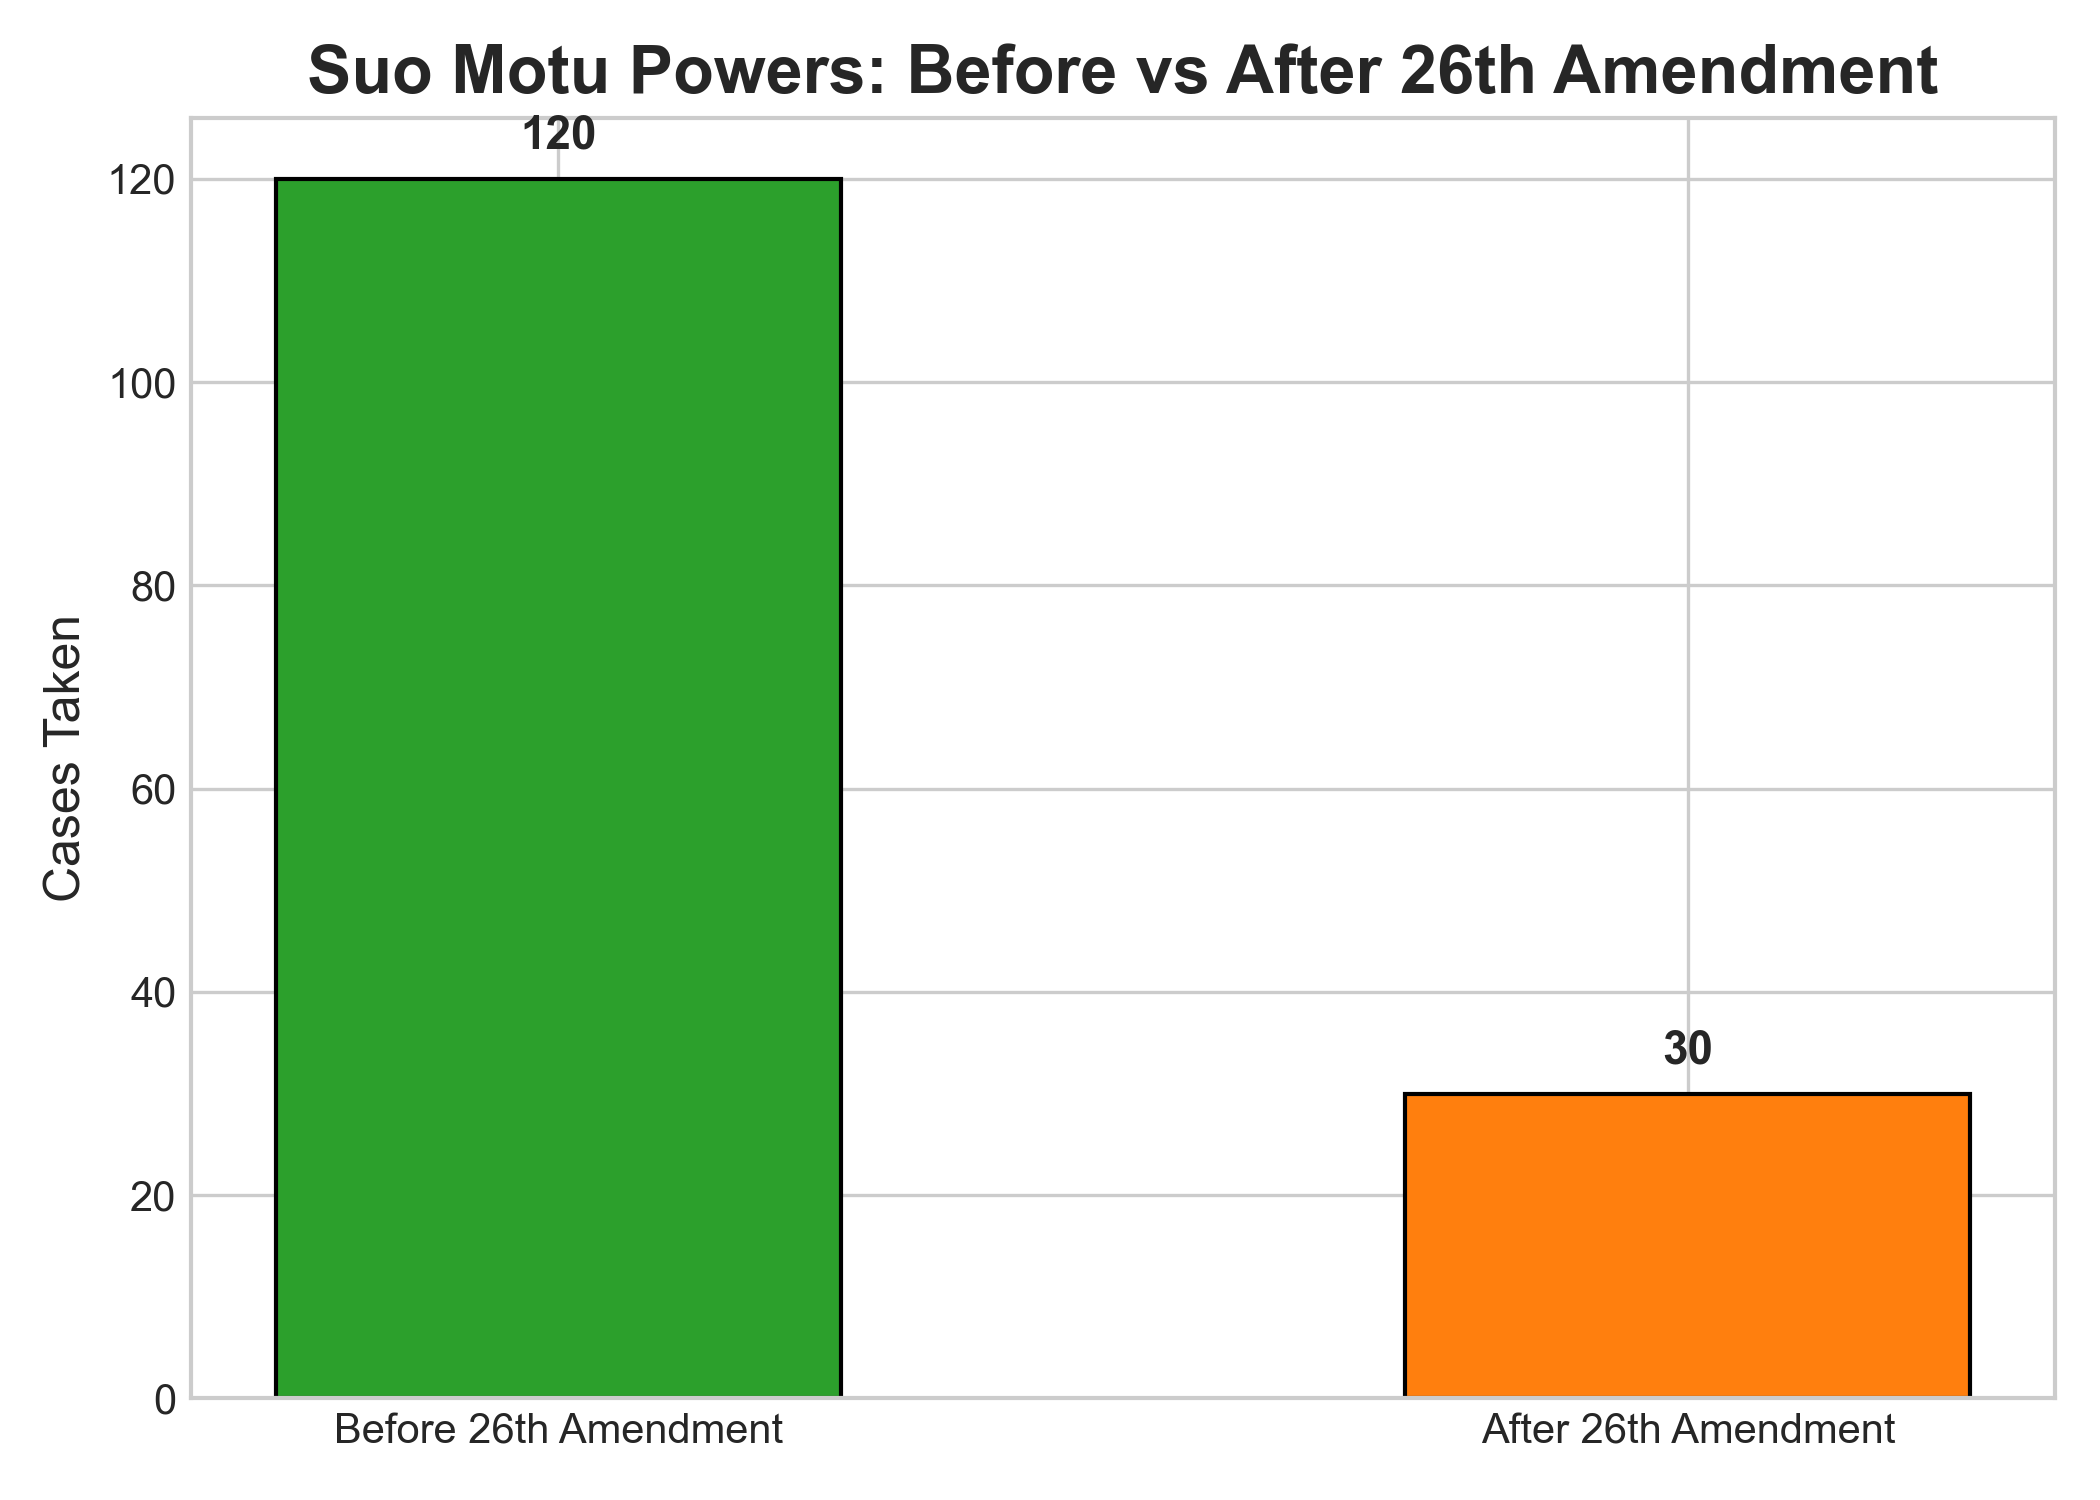 Suo Motu Powers: Before vs After 26th Amendment
120
120
100
80
60
40
20
0
Cases Taken
30
Before 26th Amendment
After 26th Amendment